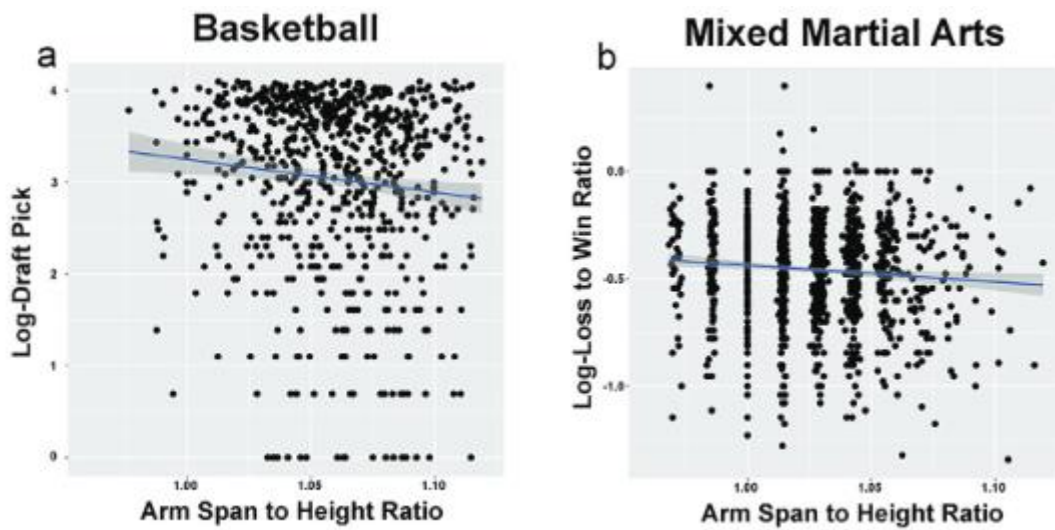 Basketball
a
4
3
2
1
0
Log-Draft Pick
1.00 1.05 1.10
Arm Span to Height Ratio
Mixed Martial Arts
b
0.0
-0.5
-1.0
Log-Loss to Win Ratio
1.00 1.05 1.10
Arm Span to Height Ratio